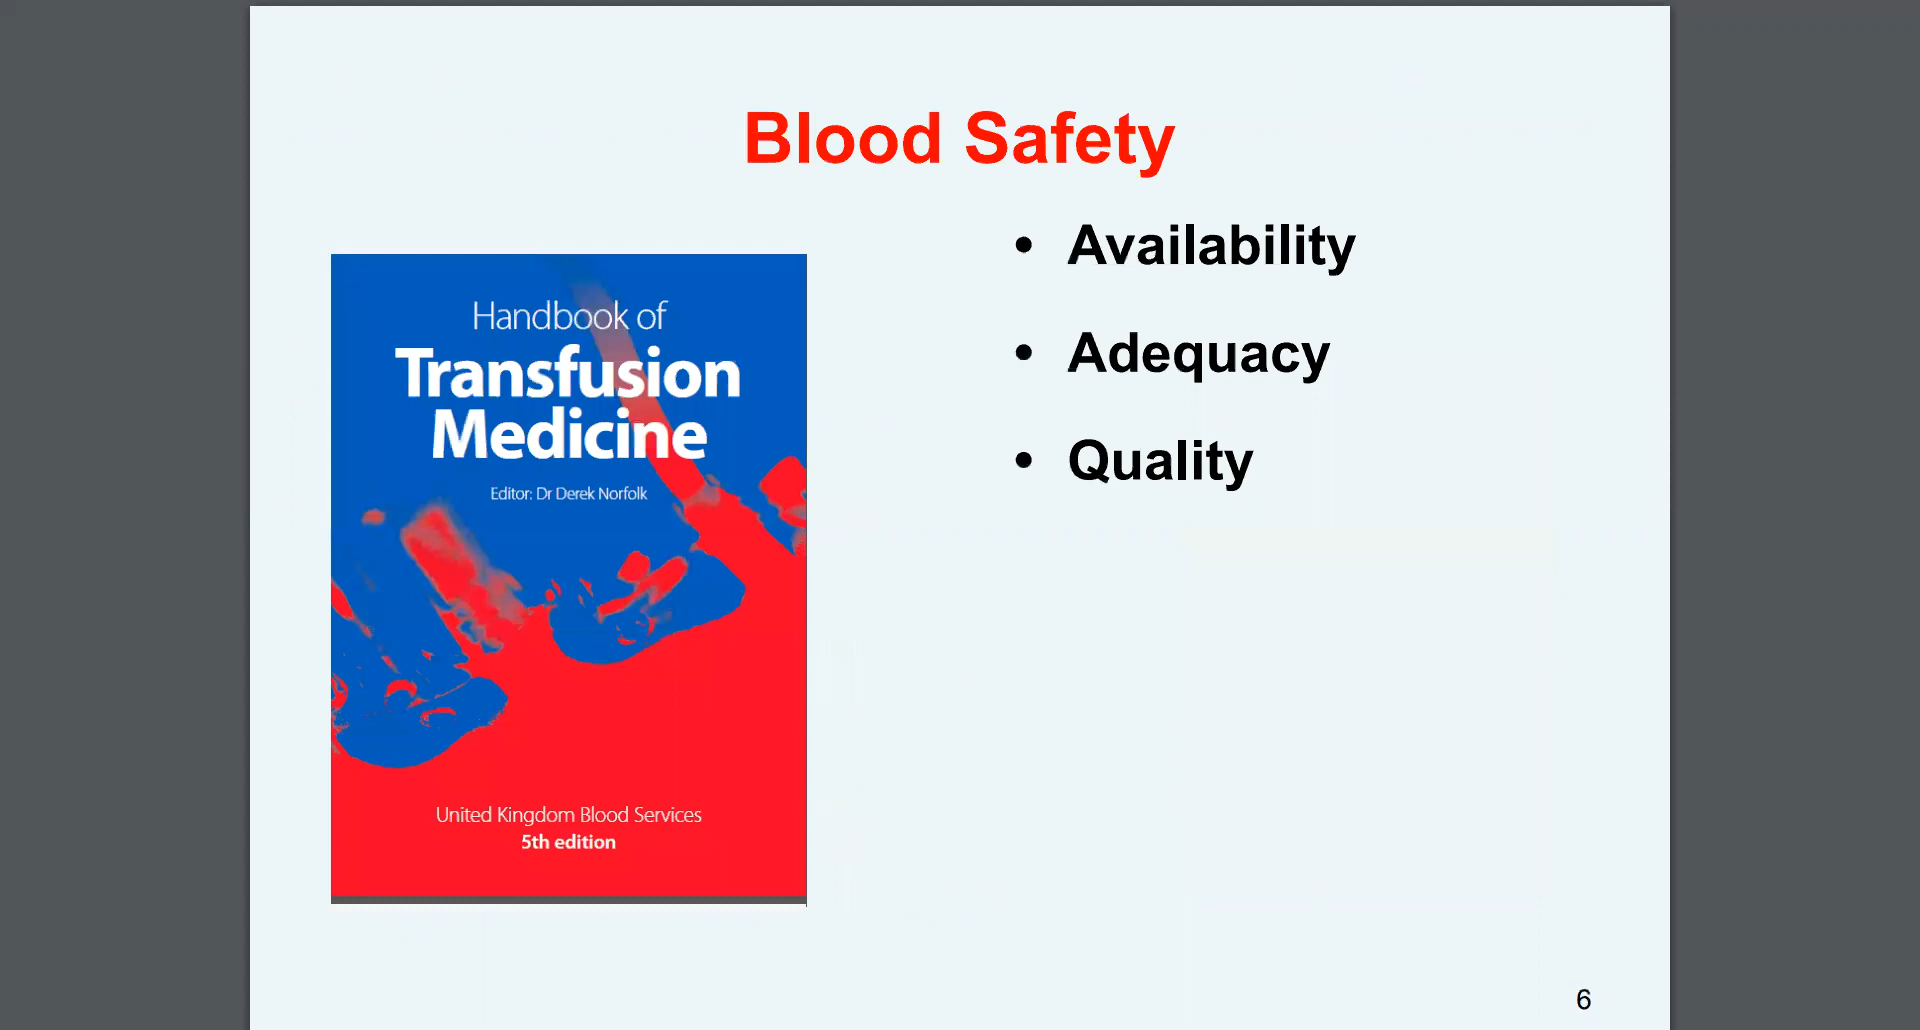 Blood Safety
Handbook of
Transfusion
Medicine
Editor: Dr Derek Norfolk
United Kingdom Blood Services
5th edition
• Availability
• Adequacy
• Quality
6